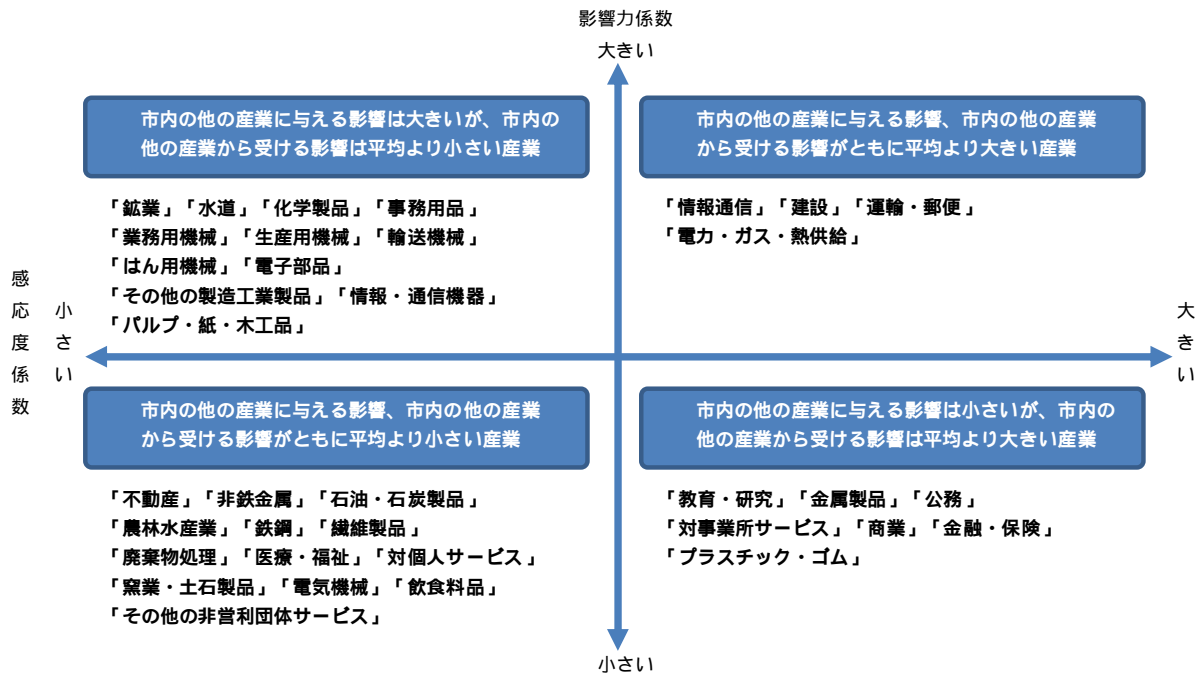 影響力係数
大きい
市内の他の産業に与える影響は大きいが、市内の
他の産業から受ける影響は平均より小さい産業
「鉱業」「水道」「化学製品」「事務用品」
「業務用機械」「生産用機械」「輸送機械」
「はん用機械」「電子部品」
「その他の製造工業製品」「情報・通信機器」
「パルプ・紙・木工品」
市内の他の産業に与える影響、市内の他の産業
から受ける影響がともに平均より大きい産業
「情報通信」「建設」「運輸・郵便」
「電力・ガス・熱供給」
感応度係数
小さい
大きい
市内の他の産業に与える影響、市内の他の産業
から受ける影響がともに平均より小さい産業
「不動産」「非鉄金属」「石油・石炭製品」
「農林水産業」「鉄鋼」「繊維製品」
「廃棄物処理」「医療・福祉」「対個人サービス」
「窯業・土石製品」「電気機械」「飲食料品」
「その他の非営利団体サービス」
市内の他の産業に与える影響は小さいが、市内の
他の産業から受ける影響は平均より大きい産業
「教育・研究」「金属製品」「公務」
「対事業所サービス」「商業」「金融・保険」
「プラスチック・ゴム」
小さい